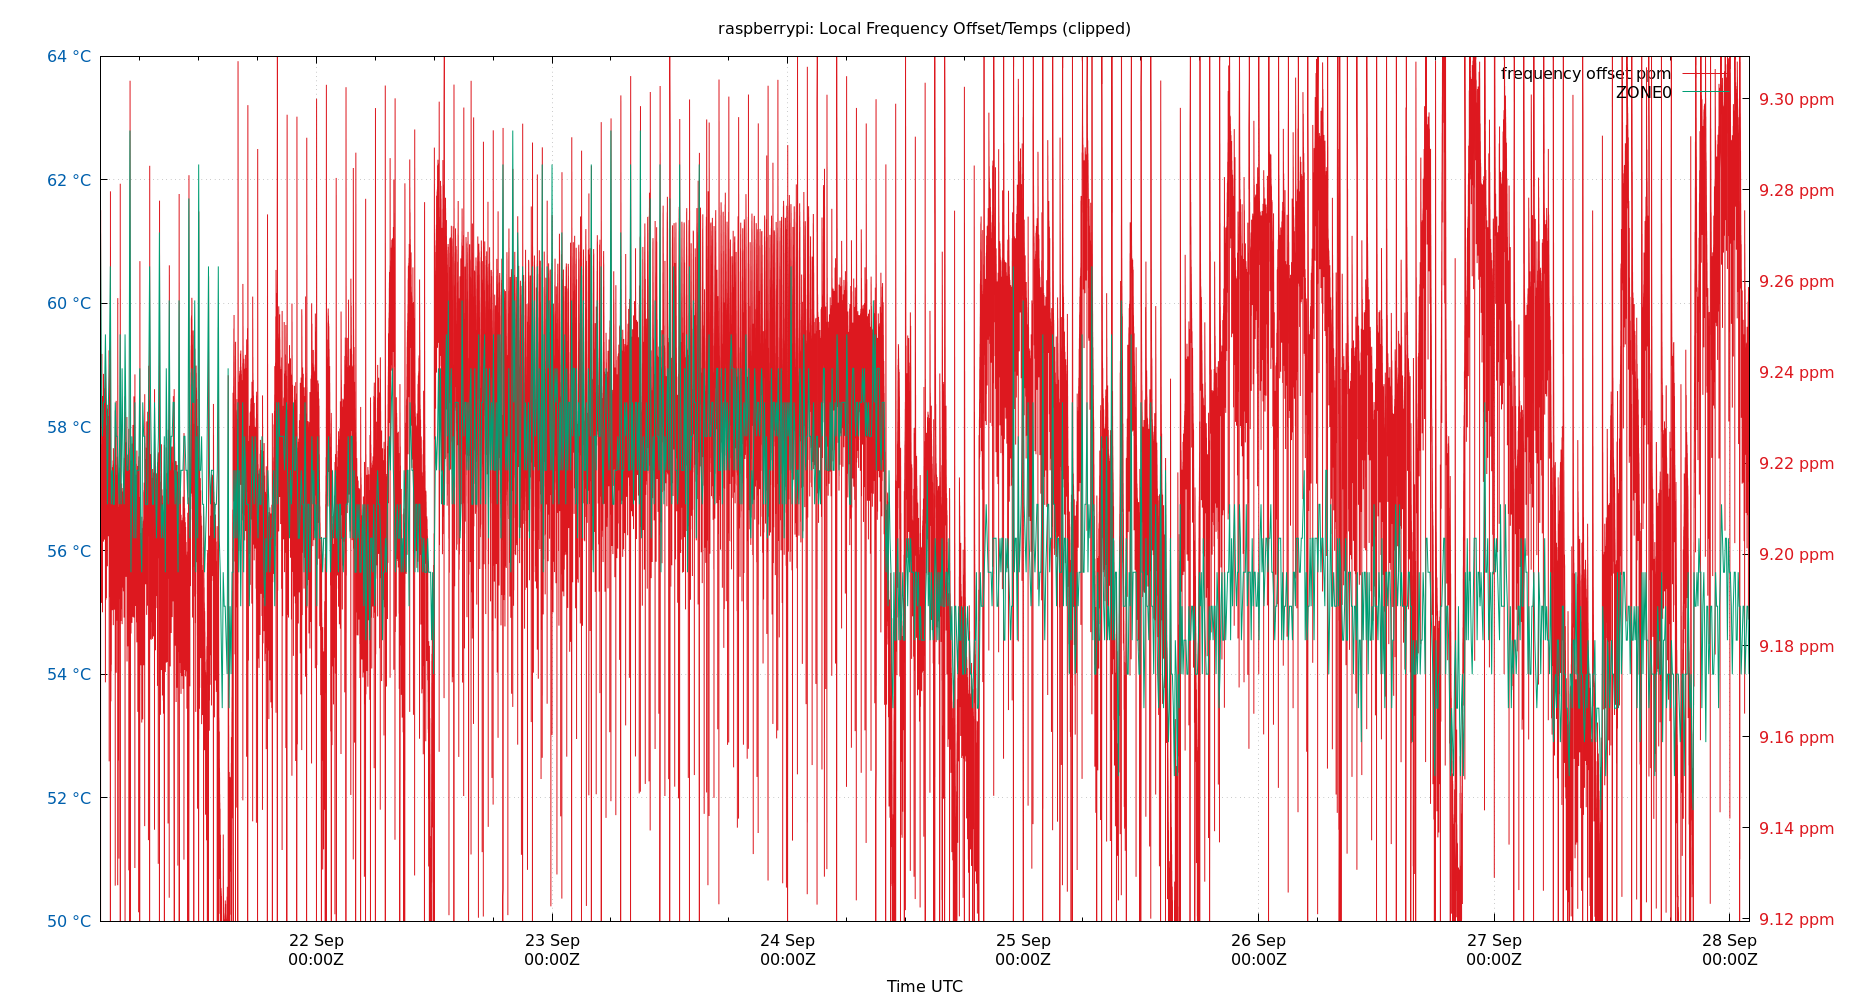 raspberrypi: Local Frequency Offset/Temps (clipped)
64 °C
62 °C
60 °C
58 °C
56 °C
54 °C
52 °C
50 °C
frequency offset ppm
ZONE0
9.30 ppm
9.28 ppm
9.26 ppm
9.24 ppm
9.22 ppm
9.20 ppm
9.18 ppm
9.16 ppm
9.14 ppm
9.12 ppm
22 Sep
00:00Z
23 Sep
00:00Z
24 Sep
00:00Z
25 Sep
00:00Z
26 Sep
00:00Z
27 Sep
00:00Z
28 Sep
00:00Z
Time UTC